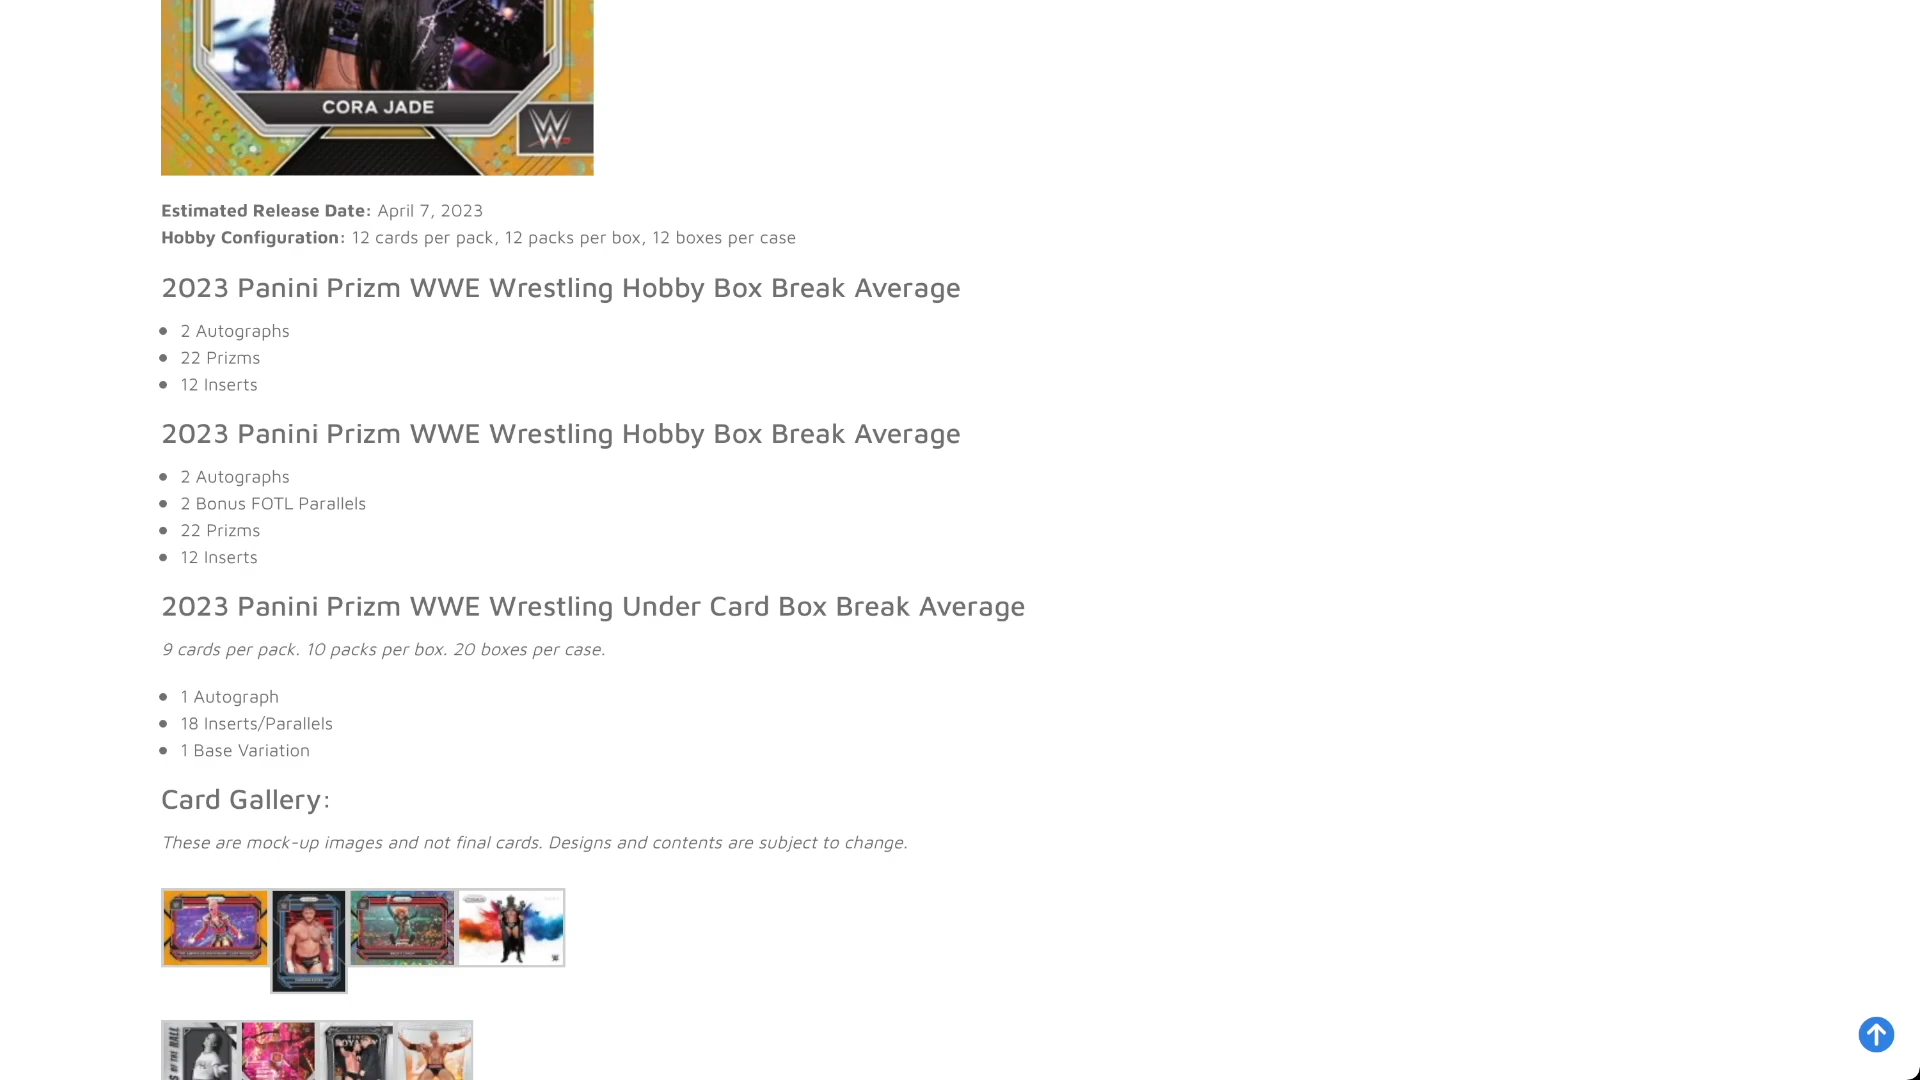 CORA JADE
W
Estimated Release Date: April 7, 2023
Hobby Configuration: 12 cards per pack, 12 packs per box, 12 boxes per case
2023 Panini Prizm WWE Wrestling Hobby Box Break Average
2 Autographs
22 Prizms
12 Inserts
2023 Panini Prizm WWE Wrestling Hobby Box Break Average
2 Autographs
2 Bonus FOTL Parallels
22 Prizms
12 Inserts
2023 Panini Prizm WWE Wrestling Under Card Box Break Average
9 cards per pack. 10 packs per box. 20 boxes per case.
1 Autograph
18 Inserts/Parallels
1 Base Variation
Card Gallery:
These are mock-up images and not final cards. Designs and contents are subject to change.